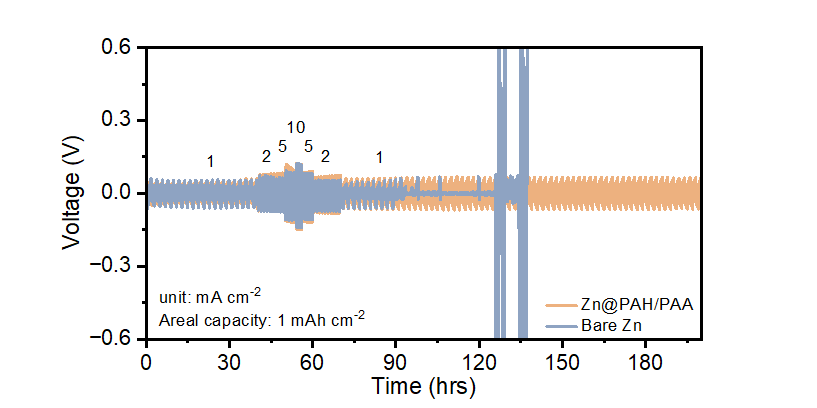 0.6
0.3
0.0
−0.3
−0.6
Voltage (V)
1
2
5
10
5
2
1
unit: mA cm-2
Areal capacity: 1 mAh cm-2
Zn@PAH/PAA
Bare Zn
0 30 60 90 120 150 180
Time (hrs)